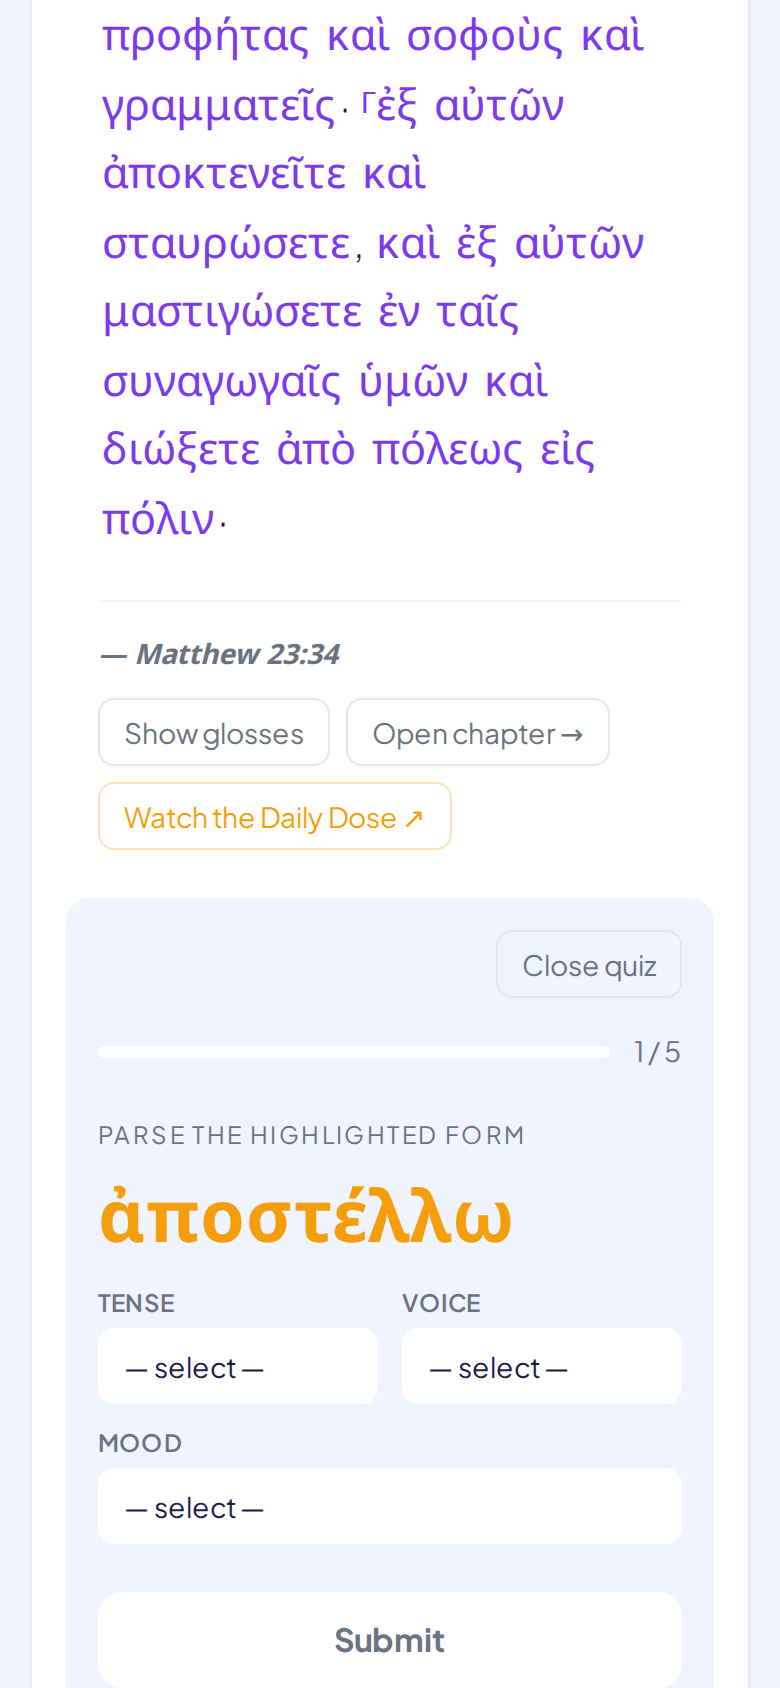 προφήτας καὶ σοφοὺς καὶ
γραμματεῖς· ⸀ἐξ αὐτῶν
ἀποκτενεῖτε καὶ
σταυρώσετε, καὶ ἐξ αὐτῶν
μαστιγώσετε ἐν ταῖς
συναγωγαῖς ὑμῶν καὶ
διώξετε ἀπὸ πόλεως εἰς
πόλιν·
— Matthew 23:34
Show glosses
Open chapter →
Watch the Daily Dose ↗
Close quiz
1 / 5
PARSE THE HIGHLIGHTED FORM
ἀποστέλλω
TENSE VOICE
— select — — select —
MOOD
— select —
Submit